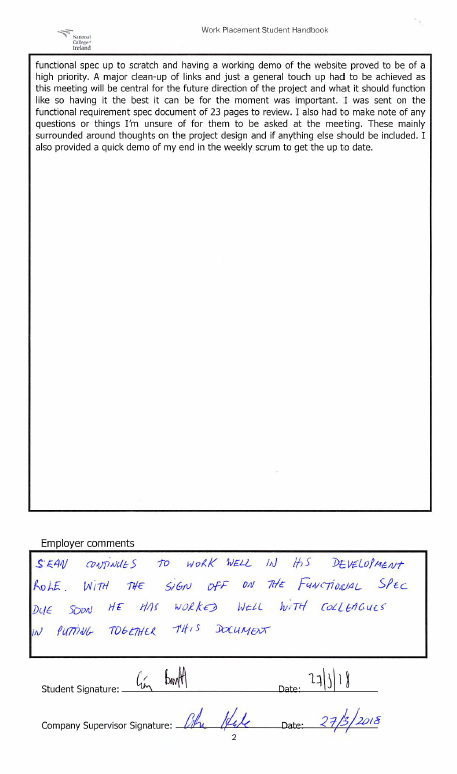 Work Placement Student Handbook
National
College of
Ireland
functional spec up to scratch and having a working demo of the website proved to be of a
high priority. A major clean-up of links and just a general touch up had to be achieved as
this meeting will be central for the future direction of the project and what it should function
like so having it the best it can be for the moment was important. I was sent on the
functional requirement spec document of 23 pages to review. I also had to make note of any
questions or things I'm unsure of for them to be asked at the meeting. These mainly
surrounded around thoughts on the project design and if anything else should be included. I
also provided a quick demo of my end in the weekly scrum to get the up to date.
Employer comments
SEAN CONTINUES TO WORK WELL IN HIS DEVELOPMENT
ROLE. WITH THE SIGN OFF ON THE FUNCTIONAL SPEC
DUE SOON HE HAS WORKED WELL WITH COLLEAGUES
IN PUTTING TOGETHER THIS DOCUMENT
Student Signature: Date: 27/3/18
Company Supervisor Signature: Date: 27/3/2018
2